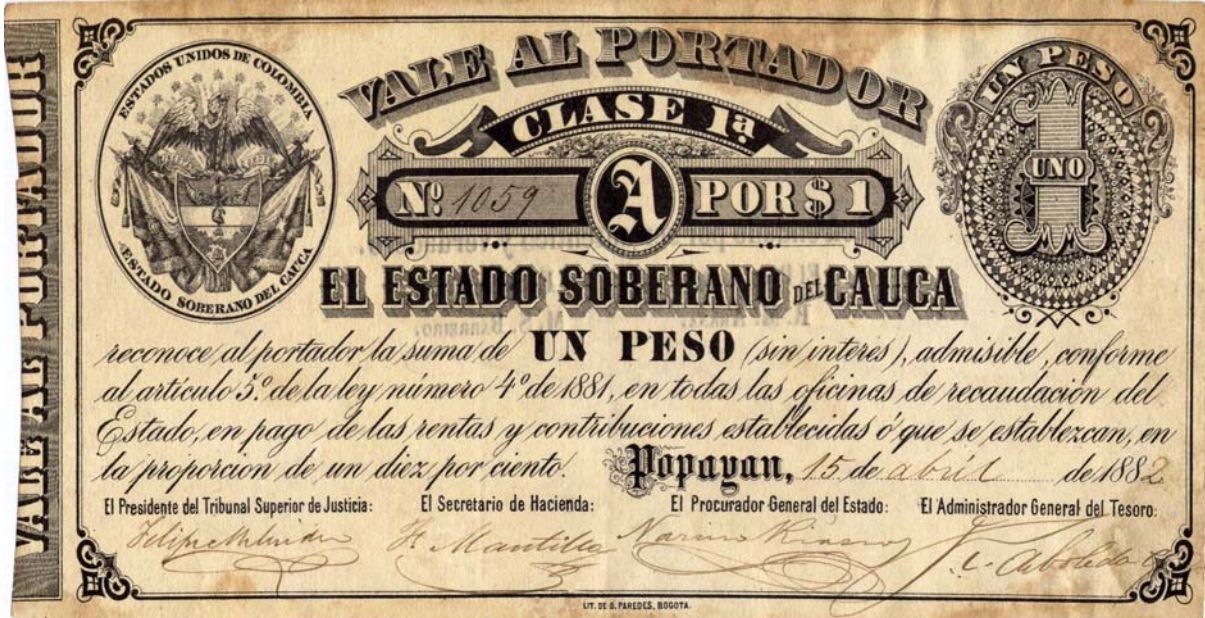 VALE AL PORTADOR
ESTADOS UNIDOS DE COLOMBIA
ESTADO SOBERANO DEL CAUCA
VALE AL PORTADOR
CLASE 1a.
Nº 1059 A POR $ 1
UN PESO
1
UNO
EL ESTADO SOBERANO DEL CAUCA
reconoce al portador la suma de UN PESO (sin interes), admisible, conforme
al artículo 5.º de la ley número 4º de 1881, en todas las oficinas de recaudación del
Estado, en pago de las rentas y contribuciones establecidas ó que se establezcan, en
la proporcion de un diez por ciento. Popayan, 15 de abril de 1882
El Presidente del Tribunal Superior de Justicia: El Secretario de Hacienda: El Procurador General del Estado: El Administrador General del Tesoro:
Mantilla
LIT. DE D. PAREDES, BOGOTA.